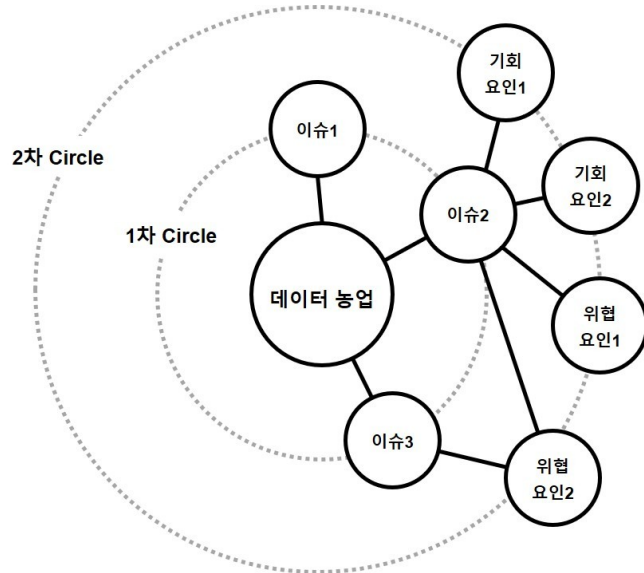 기회
요인1
이슈1
2차 Circle
기회
요인2
이슈2
1차 Circle
데이터 농업
위협
요인1
이슈3
위협
요인2